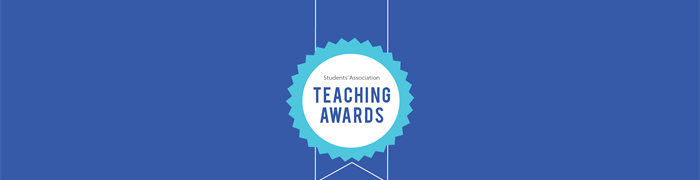 Students' Association
TEACHING
AWARDS